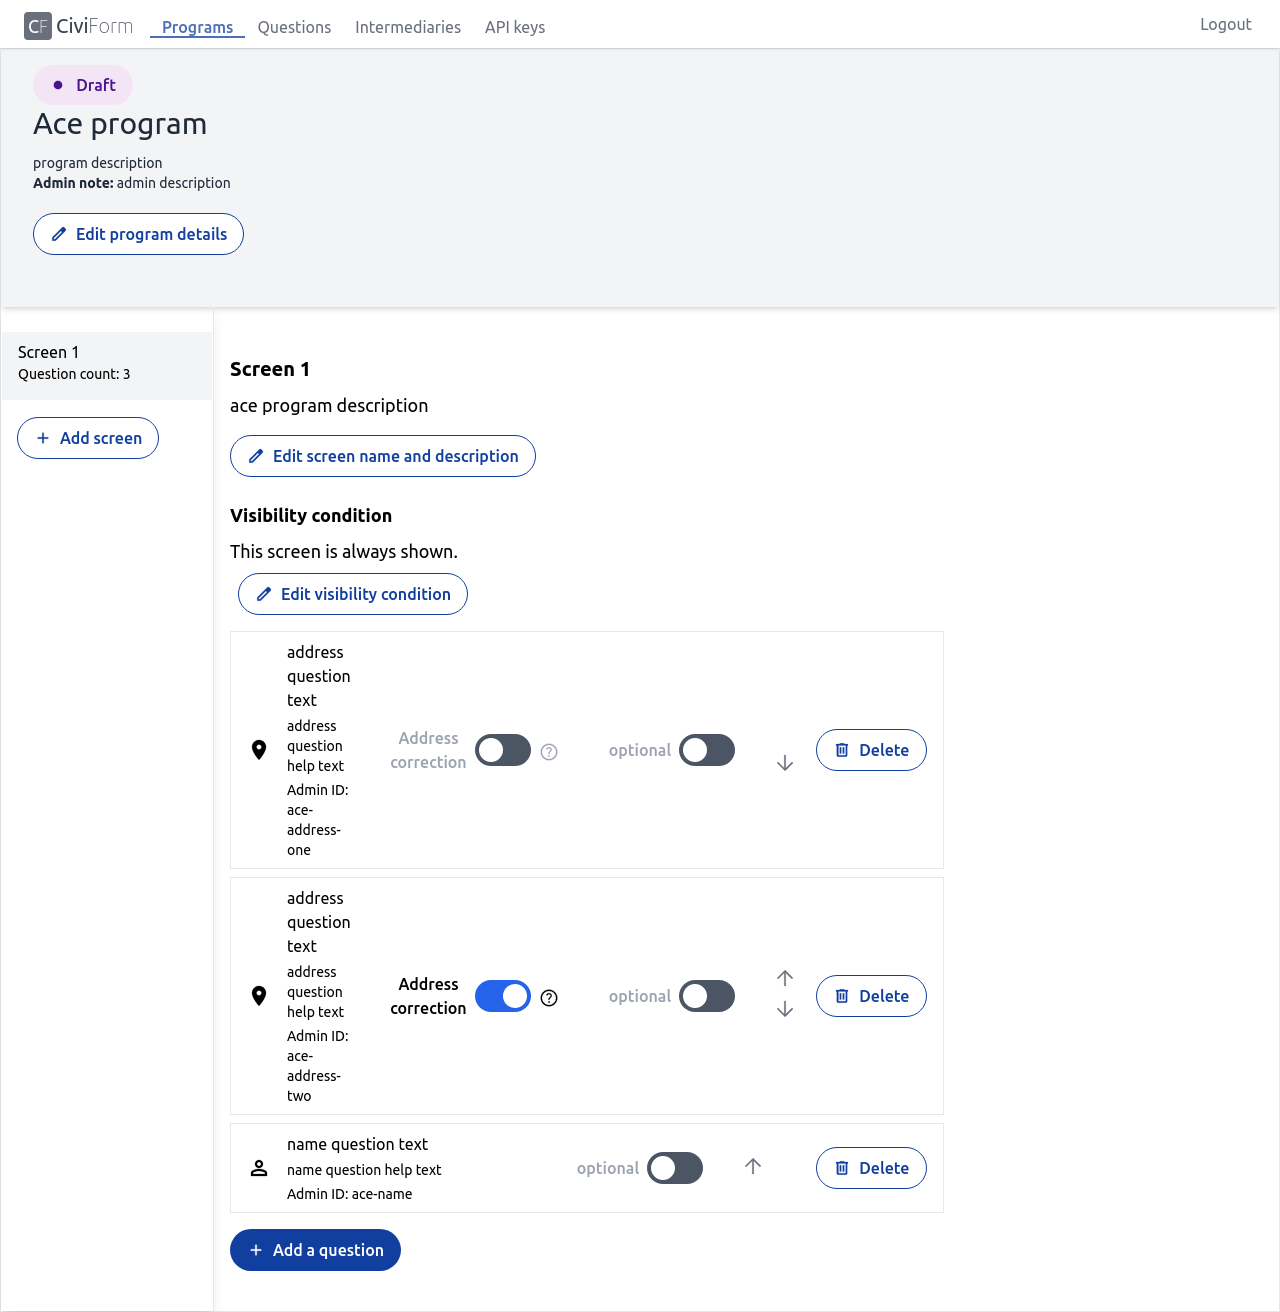 CF CiviForm Programs Questions Intermediaries API keys Logout
Draft
Ace program
program description
Admin note: admin description
Edit program details
Screen 1
Question count: 3
Add screen
Screen 1
ace program description
Edit screen name and description
Visibility condition
This screen is always shown.
Edit visibility condition
address
question
text
address
question
help text
Admin ID:
ace-
address-
one
Address
correction
optional
Delete
address
question
text
address
question
help text
Admin ID:
ace-
address-
two
Address
correction
optional
Delete
name question text
name question help text
Admin ID: ace-name
optional
Delete
Add a question